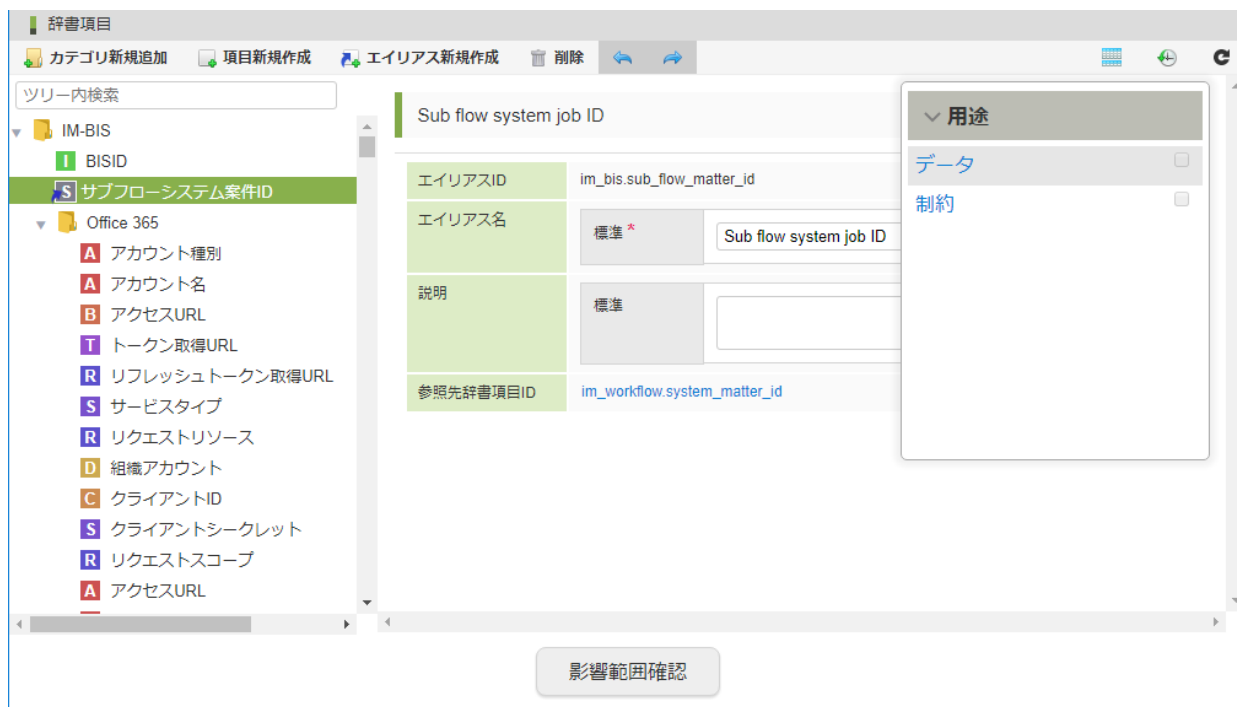 辞書項目
カテゴリ新規追加 項目新規作成 エイリアス新規作成 削除
ツリー内検索
IM-BIS
I BISID
S サブフローシステム案件ID
Office 365
A アカウント種別
A アカウント名
B アクセスURL
T トークン取得URL
R リフレッシュトークン取得URL
S サービスタイプ
R リクエストリソース
D 組織アカウント
C クライアントID
S クライアントシークレット
R リクエストスコープ
A アクセスURL
Sub flow system job ID
エイリアスID im_bis.sub_flow_matter_id
エイリアス名 標準 * Sub flow system job ID
説明 標準
参照先辞書項目ID im_workflow.system_matter_id
用途
データ
制約
影響範囲確認